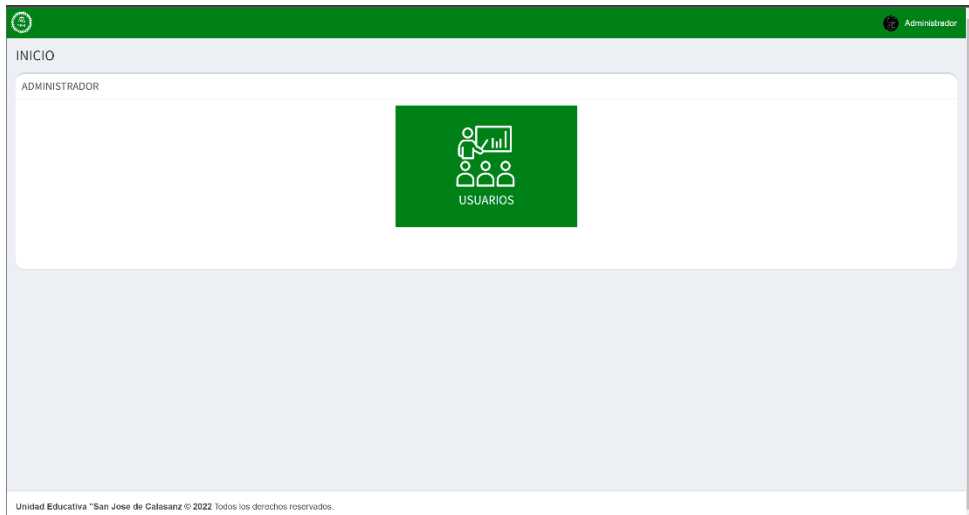 Administrador
INICIO
ADMINISTRADOR
USUARIOS
Unidad Educativa "San Jose de Calasanz © 2022 Todos los derechos reservados.